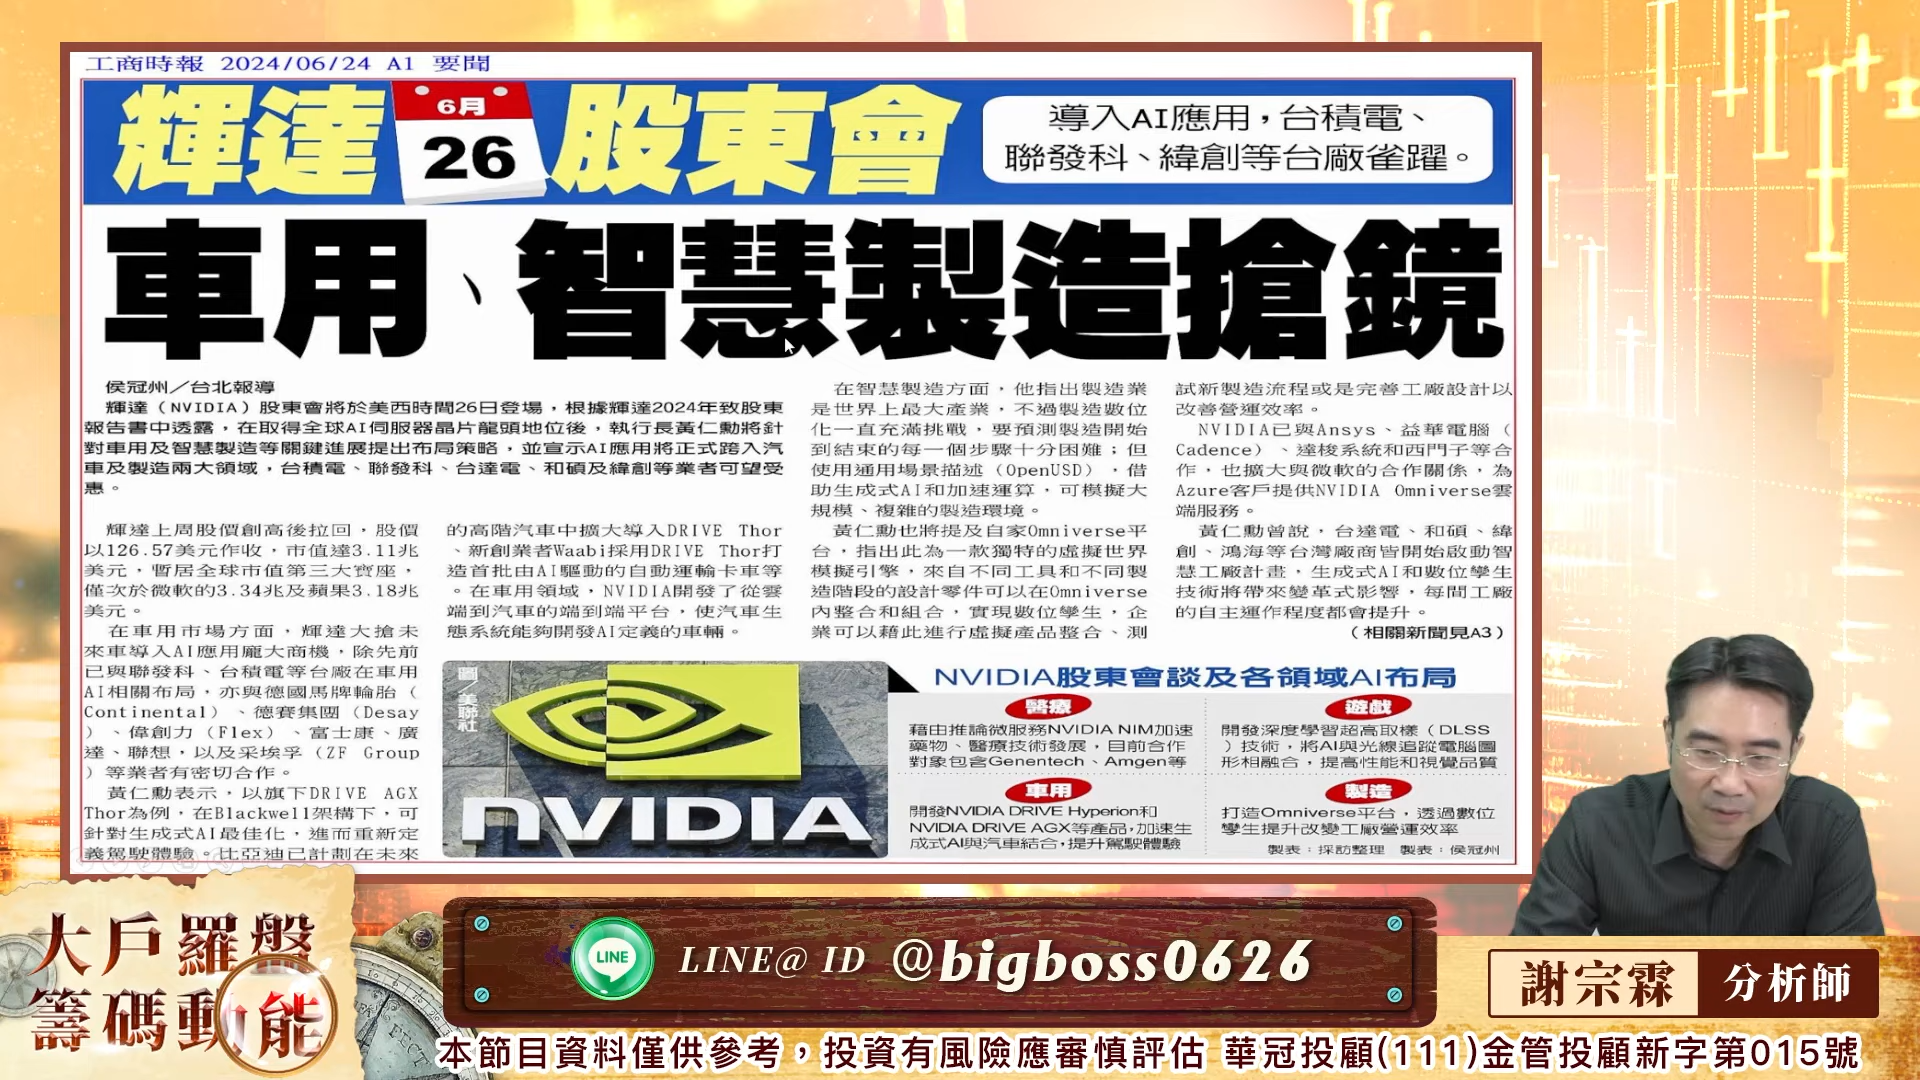 工商時報 2024/06/24 A1 要聞
輝達 6月 26 股東會
導入AI應用，台積電、
聯發科、緯創等台廠雀躍。
車用、智慧製造搶鏡
侯冠州／台北報導
輝達（NVIDIA）股東會將於美西時間26日登場，根據輝達2024年致股東
報告書中透露，在取得全球AI伺服器晶片龍頭地位後，執行長黃仁勳將針
對車用及智慧製造等關鍵進展提出布局策略，並宣示AI應用將正式跨入汽
車及製造兩大領域，台積電、聯發科、台達電、和碩及緯創等業者可望受
惠。
輝達上周股價創高後拉回，股價
以126.57美元作收，市值達3.11兆
美元，暫居全球市值第三大寶座，
僅次於微軟的3.34兆及蘋果3.18兆
美元。
在車用市場方面，輝達大搶未
來車導入AI應用龐大商機，除先前
已與聯發科、台積電等台廠在車用
AI相關布局，亦與德國馬牌輪胎（
Continental）、德賽集團（Desay
）、偉創力（Flex）、富士康、廣
達、聯想，以及采埃孚（ZF Group
）等業者有密切合作。
黃仁勳表示，以旗下DRIVE AGX
Thor為例，在Blackwell架構下，可
針對生成式AI最佳化，進而重新定
義駕駛體驗。比亞迪已計劃在未來
的高階汽車中擴大導入DRIVE Thor
、新創業者Waabi採用DRIVE Thor打
造首批由AI驅動的自動運輸卡車等
。在車用領域，NVIDIA開發了從雲
端到汽車的端到端平台，使汽車生
態系統能夠開發AI定義的車輛。
在智慧製造方面，他指出製造業
是世界上最大產業，不過製造數位
化一直充滿挑戰，要預測製造開始
到結束的每一個步驟十分困難；但
使用通用場景描述（OpenUSD），借
助生成式AI和加速運算，可模擬大
規模、複雜的製造環境。
黃仁勳也將提及自家Omniverse平
台，指出此為一款獨特的虛擬世界
模擬引擎，來自不同工具和不同製
造階段的設計零件可以在Omniverse
內整合和組合，實現數位孿生，企
業可以藉此進行虛擬產品整合、測
試新製造流程或是完善工廠設計以
改善營運效率。
NVIDIA已與Ansys、益華電腦（
Cadence）、達梭系統和西門子等合
作，也擴大與微軟的合作關係，為
Azure客戶提供NVIDIA Omniverse雲
端服務。
黃仁勳曾說，台達電、和碩、緯
創、鴻海等台灣廠商皆開始啟動智
慧工廠計畫，生成式AI和數位孿生
技術將帶來變革式影響，每間工廠
的自主運作程度都會提升。
（相關新聞見A3）
圖／美聯社
NVIDIA
NVIDIA股東會談及各領域AI布局
醫療
藉由推論微服務NVIDIA NIM加速
藥物、醫療技術發展，目前合作
對象包含Genentech、Amgen等
遊戲
開發深度學習超高取樣（DLSS
）技術，將AI與光線追蹤電腦圖
形相融合，提高性能和視覺品質
車用
開發NVIDIA DRIVE Hyperion和
NVIDIA DRIVE AGX等產品，加速生
成式AI與汽車結合，提升駕駛體驗
製造
打造Omniverse平台，透過數位
孿生提升改變工廠營運效率
製表：採訪整理 製表：侯冠州
大戶羅盤
籌碼動能
LINE
LINE@ ID @bigboss0626
謝宗霖 分析師
本節目資料僅供參考，投資有風險應審慎評估 華冠投顧(111)金管投顧新字第015號